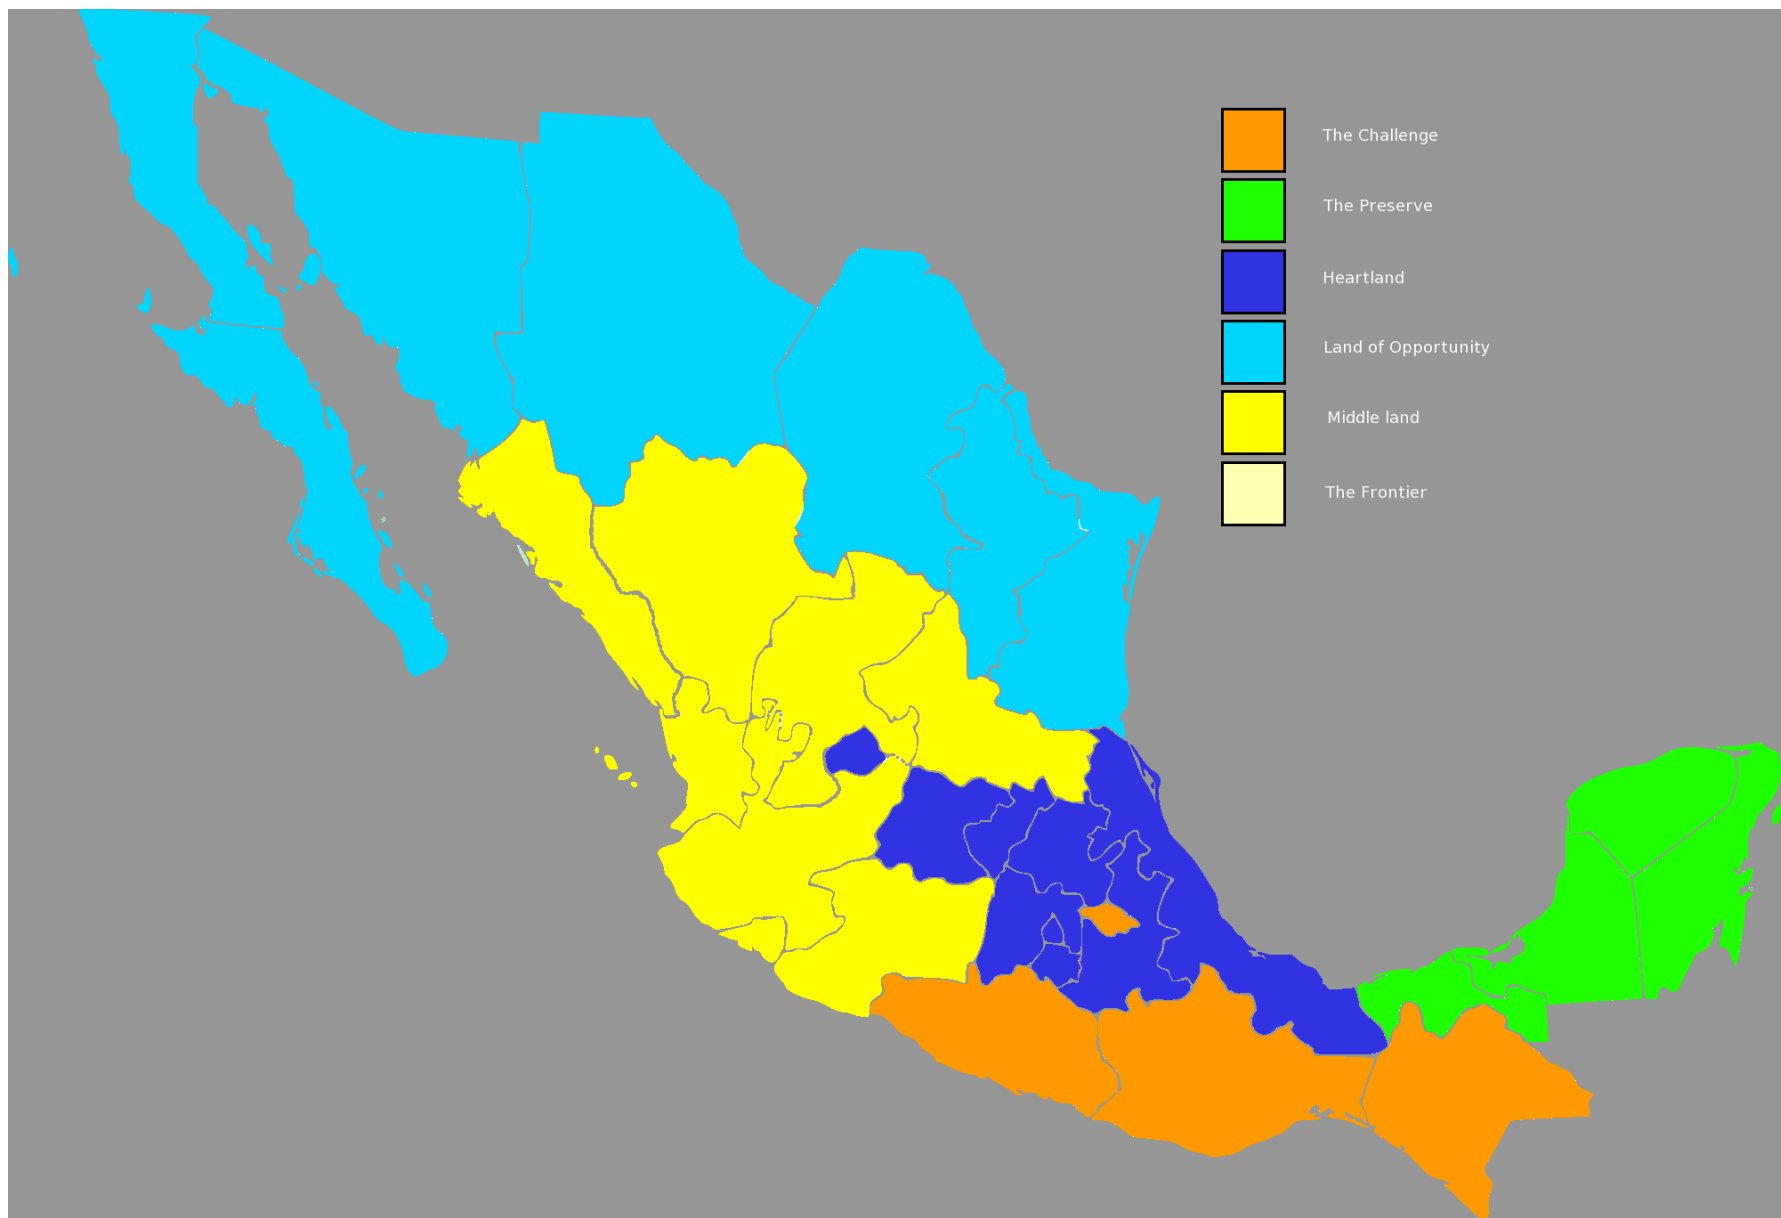 The Challenge
The Preserve
Heartland
Land of Opportunity
Middle land
The Frontier